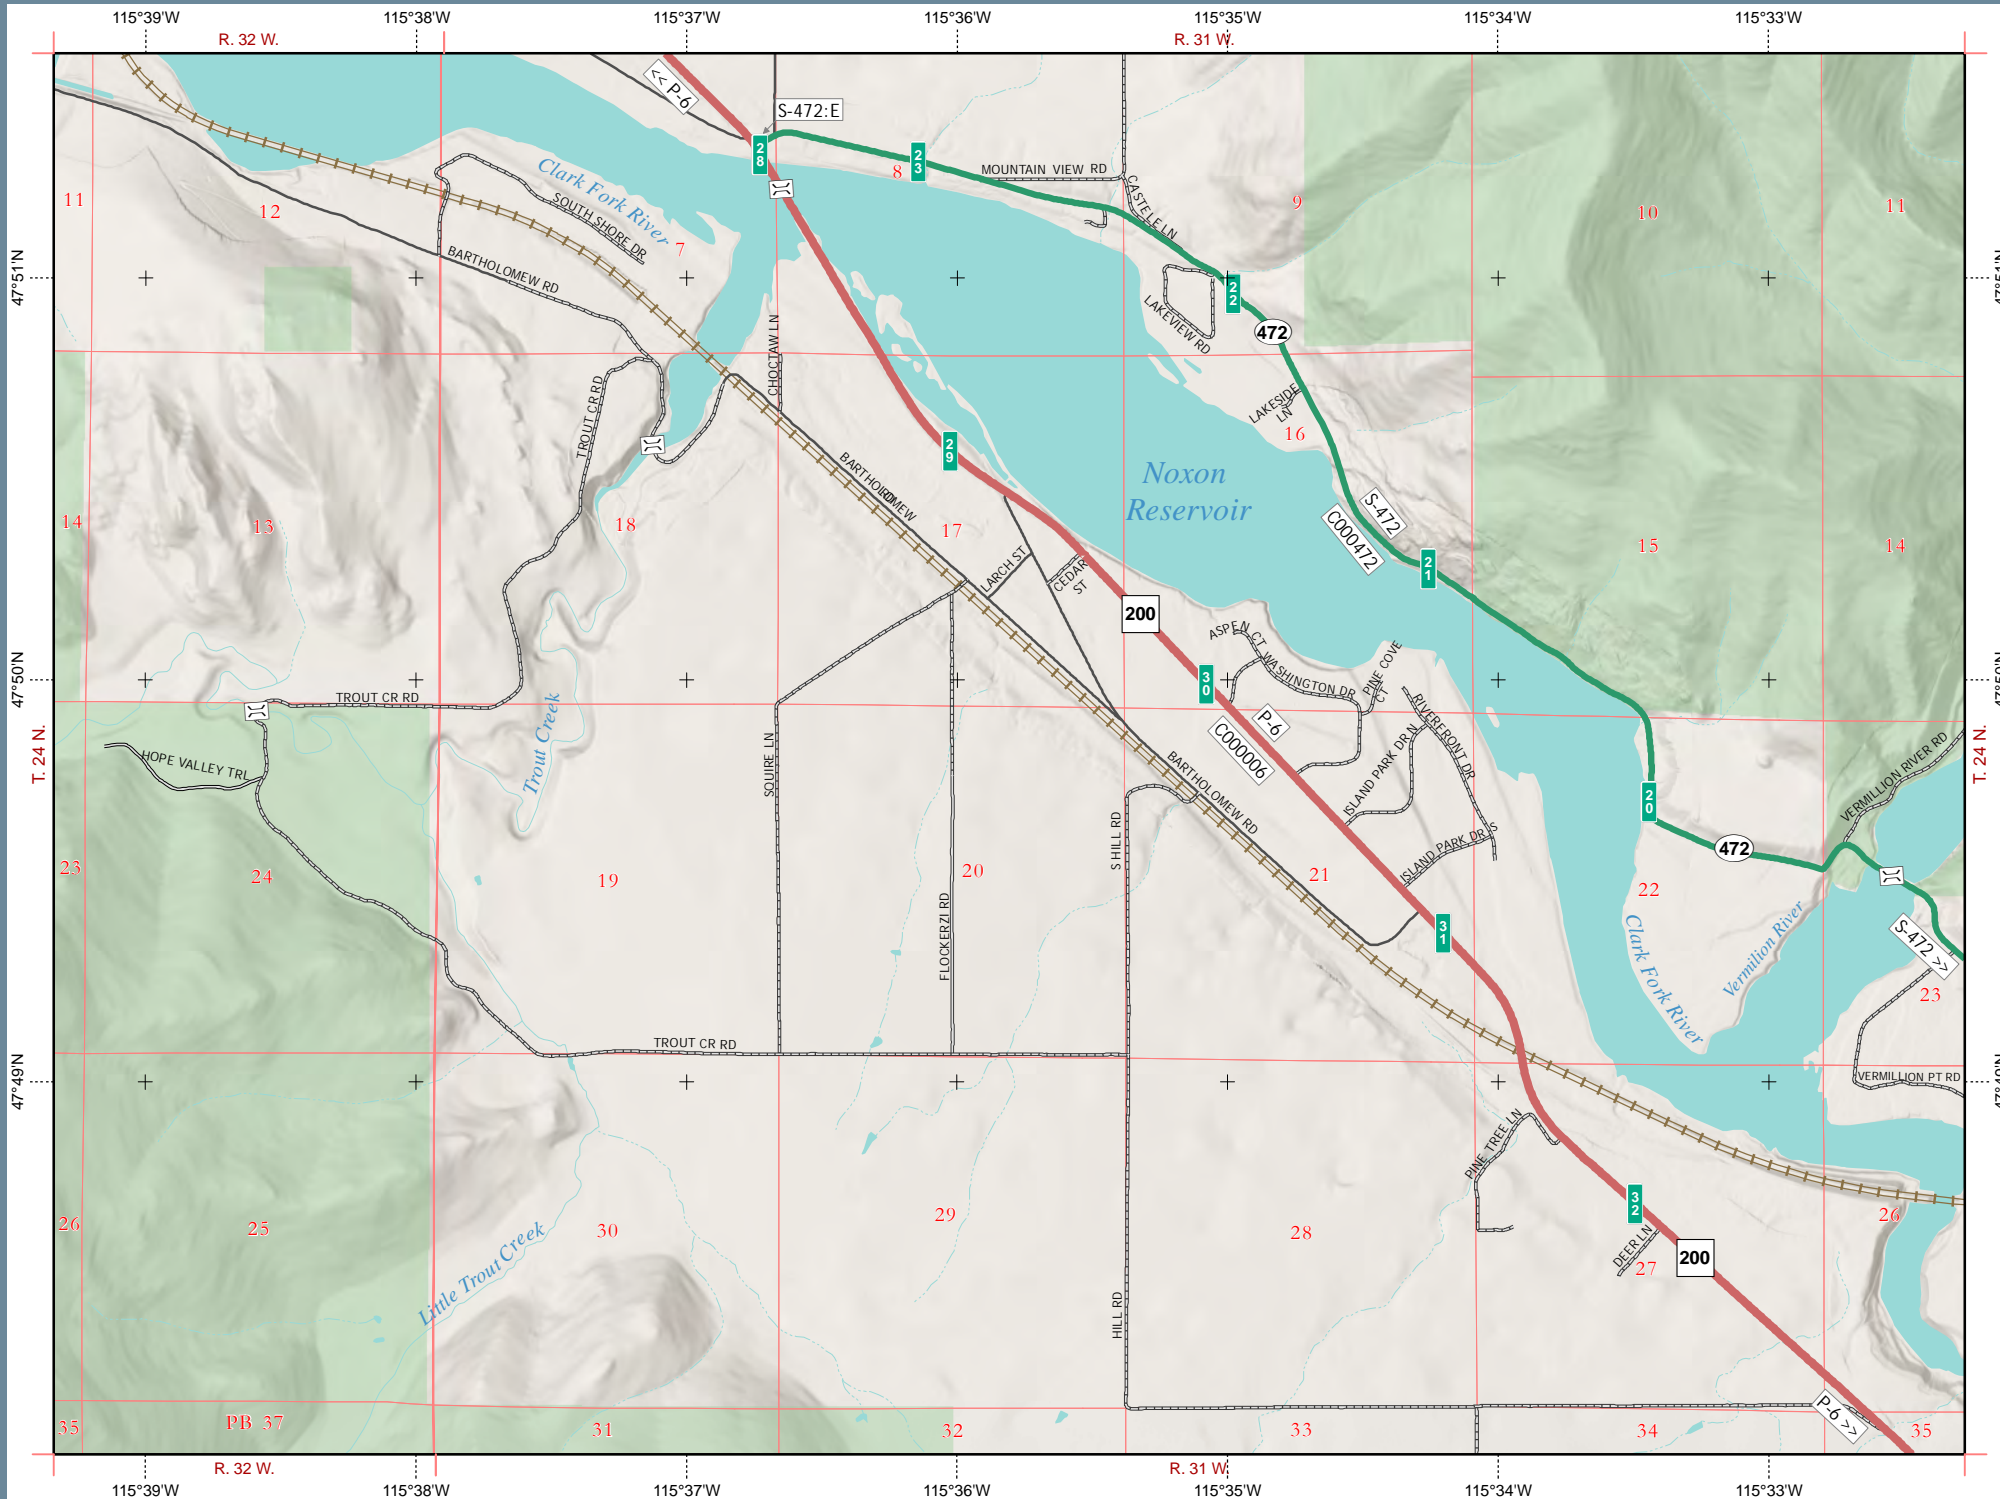 115°39'W
115°38'W
115°37'W
115°36'W
115°35'W
115°34'W
115°33'W
R. 32 W.
R. 31 W.
<< P-6
S-472:E
28
23
8
MOUNTAIN VIEW RD
CASTELE LN
9
10
11
11
12
Clark Fork River
SOUTH SHORE DR
7
BARTHOLOMEW RD
47°51'N
22
472
LAKEVIEW RD
CHOCTAW LN
TROUT CR RD
LAKESIDE
LN
16
29
BARTHOLOMEW
RD
Noxon
Reservoir
S-472
C000472
21
14
13
18
17
15
14
LARCH ST
CEDAR
ST
200
ASPEN CT
WASHINGTON DR
PINE COVE
CT
30
47°50'N
TROUT CR RD
Trout Creek
P-6
C000006
RIVERFRONT DR
ISLAND PARK DR N
T. 24 N.
T. 24 N.
HOPE VALLEY TRL
SQUIRE LN
BARTHOLOMEW RD
VERMILLION RIVER RD
20
472
S HILL RD
ISLAND PARK DR S
23
24
19
20
21
22
FLOCKERZI RD
31
Clark Fork River
Vermilion River
S-472 >>
23
TROUT CR RD
47°49'N
VERMILLION PT RD
PINE TREE LN
32
26
25
30
29
28
DEER LN
27
200
26
Little Trout Creek
HILL RD
P-6 >>
35
PB 37
31
32
33
34
35
R. 32 W.
R. 31 W.
115°39'W
115°38'W
115°37'W
115°36'W
115°35'W
115°34'W
115°33'W